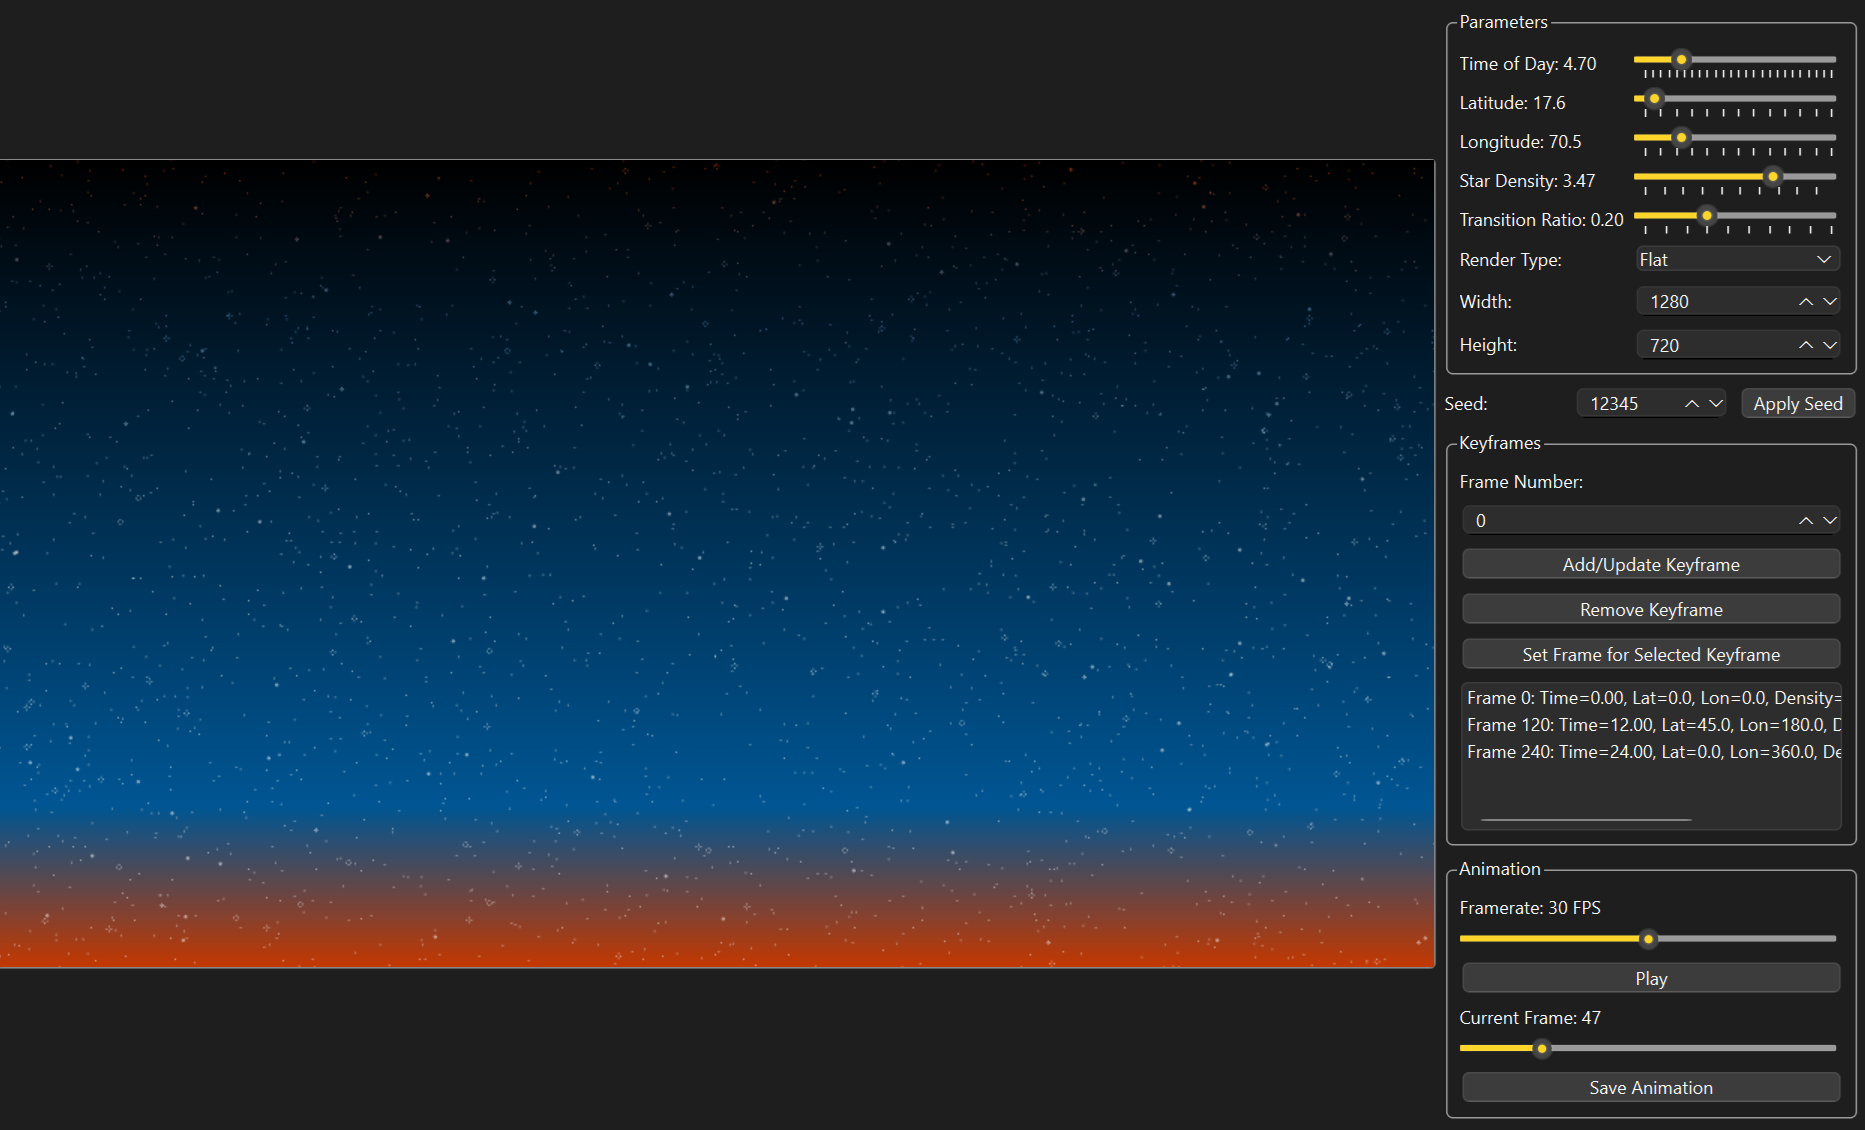 Parameters
Time of Day: 4.70
Latitude: 17.6
Longitude: 70.5
Star Density: 3.47
Transition Ratio: 0.20
Render Type: Flat
Width: 1280
Height: 720
Seed: 12345 Apply Seed
Keyframes
Frame Number:
0
Add/Update Keyframe
Remove Keyframe
Set Frame for Selected Keyframe
Frame 0: Time=0.00, Lat=0.0, Lon=0.0, Density=
Frame 120: Time=12.00, Lat=45.0, Lon=180.0, D
Frame 240: Time=24.00, Lat=0.0, Lon=360.0, De
Animation
Framerate: 30 FPS
Play
Current Frame: 47
Save Animation